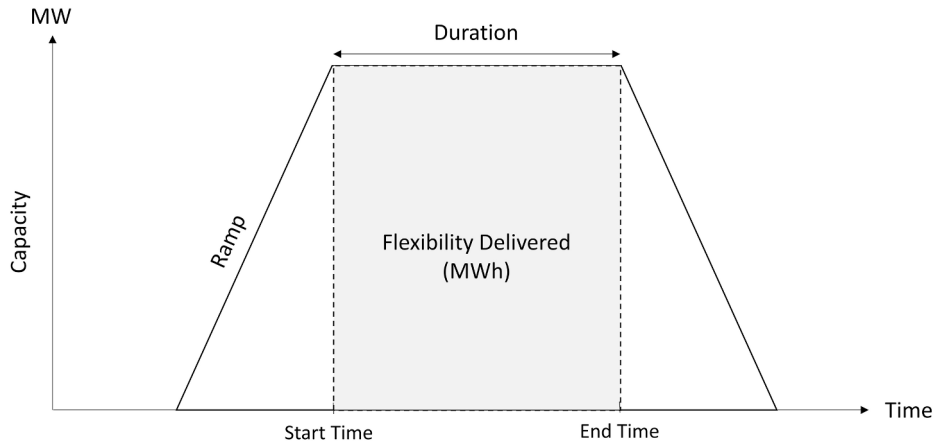 MW
Duration
Capacity
Ramp
Flexibility Delivered
(MWh)
Time
Start Time
End Time